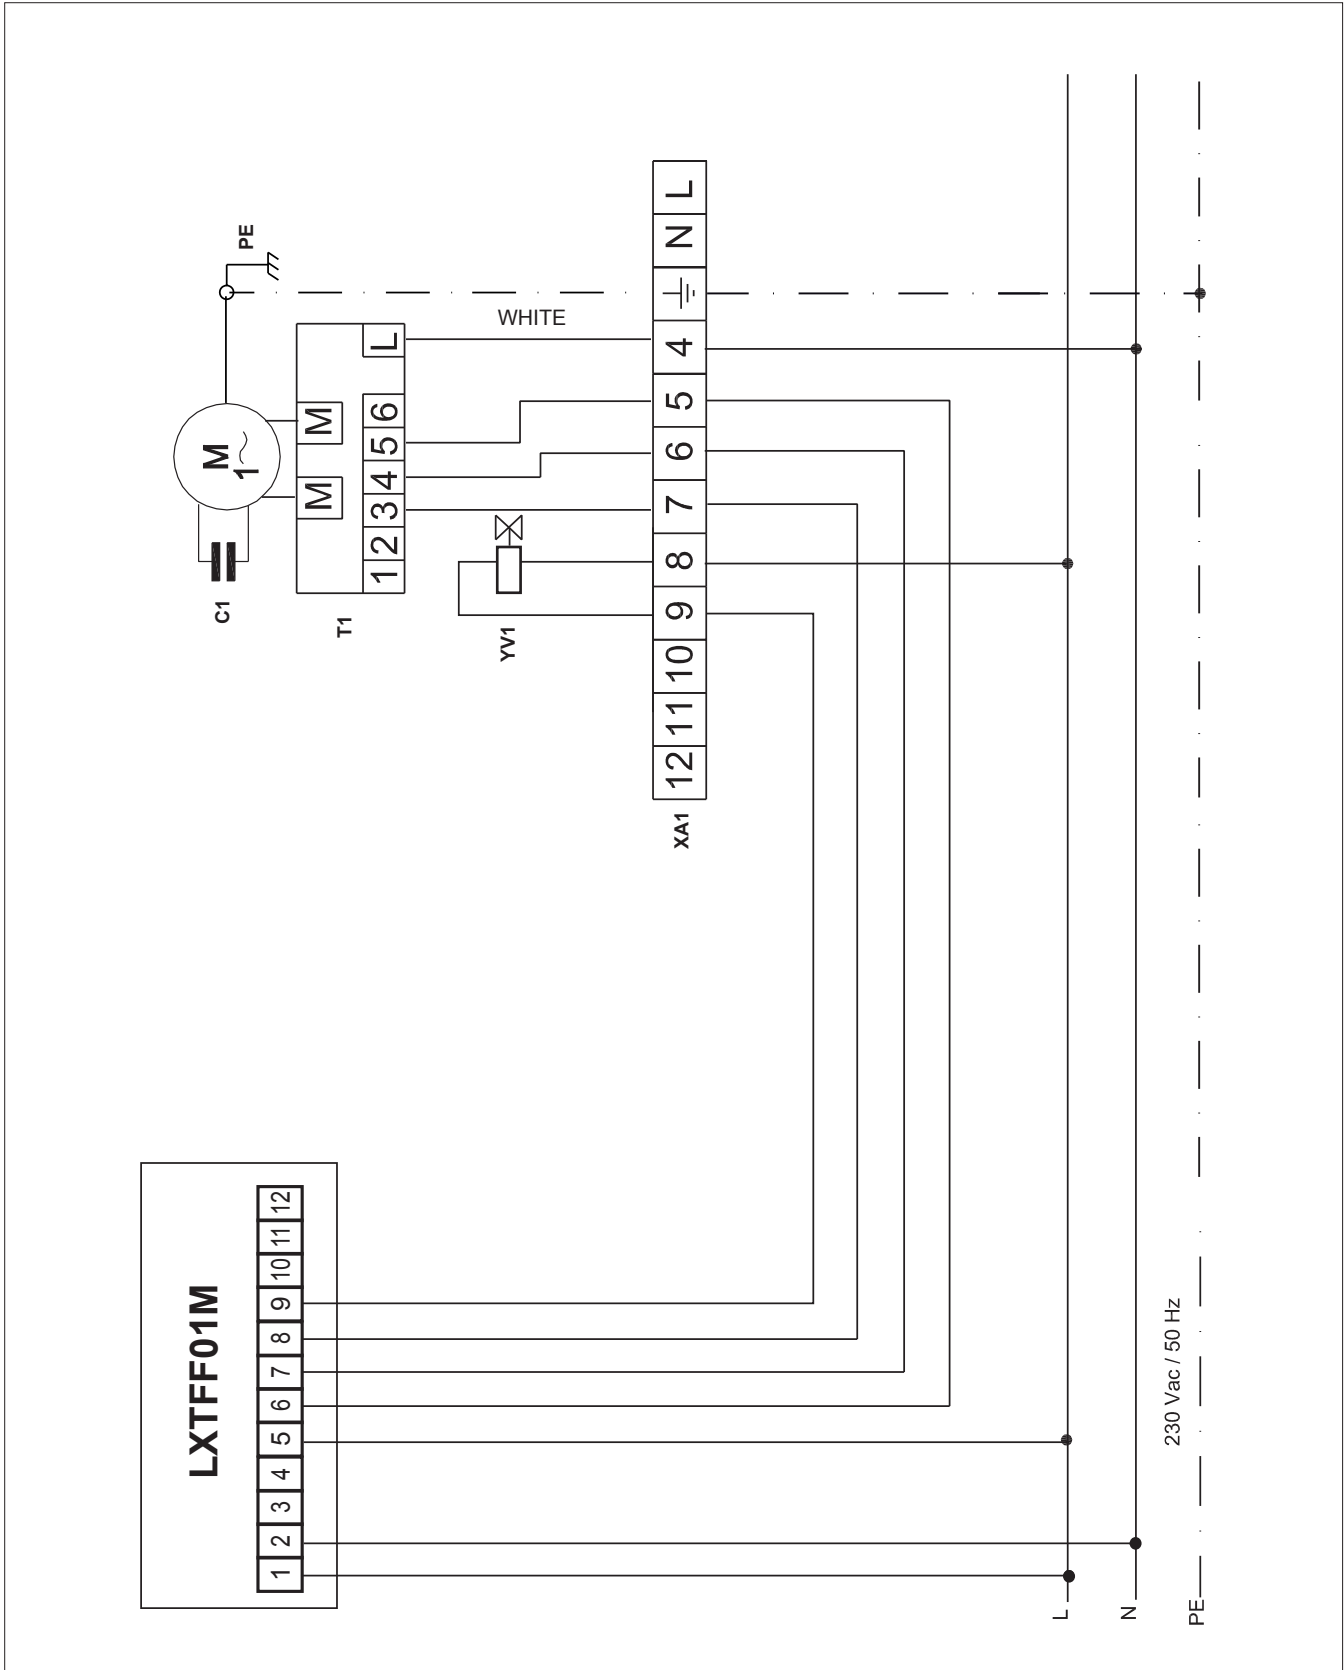 LXTFF01M
1 2 3 4 5 6 7 8 9 10 11 12
C1
M
1
PE
T1
M M
1 2 3 4 5 6 L
YV1
WHITE
12 11 10 9 8 7 6 5 4 N L
XA1
L
N
230 Vac / 50 Hz
PE